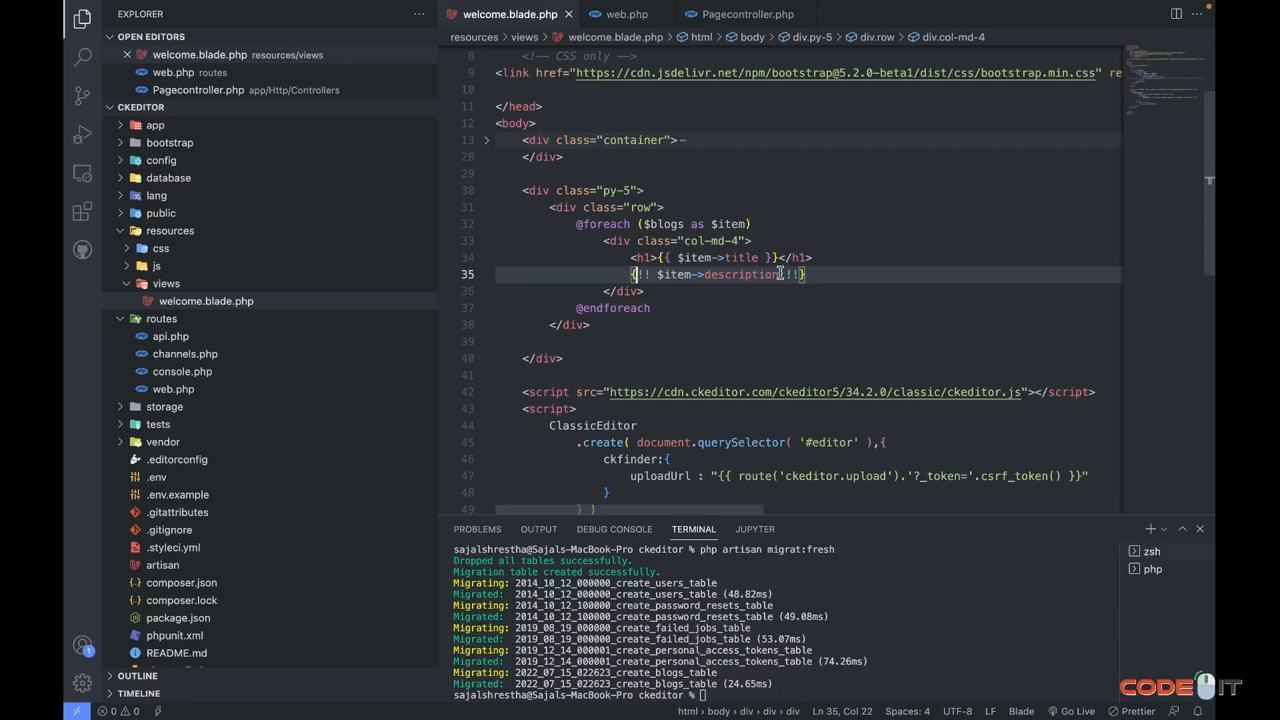 EXPLORER
OPEN EDITORS
welcome.blade.php resources/views
web.php routes
Pagecontroller.php app/Http/Controllers
CKEDITOR
app
bootstrap
config
database
lang
public
resources
css
js
views
welcome.blade.php
routes
api.php
channels.php
console.php
web.php
storage
tests
vendor
.editorconfig
.env
.env.example
.gitattributes
.gitignore
.styleci.yml
artisan
composer.json
composer.lock
package.json
phpunit.xml
README.md
OUTLINE
TIMELINE
welcome.blade.php web.php Pagecontroller.php
resources views welcome.blade.php html body div.py-5 div.row div.col-md-4
8 <!-- CSS only -->
9 <link href="https://cdn.jsdelivr.net/npm/bootstrap@5.2.0-beta1/dist/css/bootstrap.min.css" re
10
11 </head>
12 <body>
13 <div class="container">
28 </div>
29
30 <div class="py-5">
31 <div class="row">
32 @foreach ($blogs as $item)
33 <div class="col-md-4">
34 <h1>{{ $item->title }}</h1>
35 {!! $item->description !!}
36 </div>
37 @endforeach
38 </div>
39
40 </div>
41
42 <script src="https://cdn.ckeditor.com/ckeditor5/34.2.0/classic/ckeditor.js"></script>
43 <script>
44 ClassicEditor
45 .create( document.querySelector( '#editor' ),{
46 ckfinder:{
47 uploadUrl : "{{ route('ckeditor.upload').'?_token='.csrf_token() }}"
48 }
49 } )
PROBLEMS OUTPUT DEBUG CONSOLE TERMINAL JUPYTER
sajalshrestha@Sajals-MacBook-Pro ckeditor % php artisan migrat:fresh
Dropped all tables successfully.
Migration table created successfully.
Migrating: 2014_10_12_000000_create_users_table
Migrated: 2014_10_12_000000_create_users_table (48.82ms)
Migrating: 2014_10_12_100000_create_password_resets_table
Migrated: 2014_10_12_100000_create_password_resets_table (49.08ms)
Migrating: 2019_08_19_000000_create_failed_jobs_table
Migrated: 2019_08_19_000000_create_failed_jobs_table (53.07ms)
Migrating: 2019_12_14_000001_create_personal_access_tokens_table
Migrated: 2019_12_14_000001_create_personal_access_tokens_table (74.26ms)
Migrating: 2022_07_15_022623_create_blogs_table
Migrated: 2022_07_15_022623_create_blogs_table (24.65ms)
sajalshrestha@Sajals-MacBook-Pro ckeditor %
zsh
php
CODE IT
1
0 0 html > body > div > div > div Ln 35, Col 22 Spaces: 4 UTF-8 LF Blade Go Live Prettier